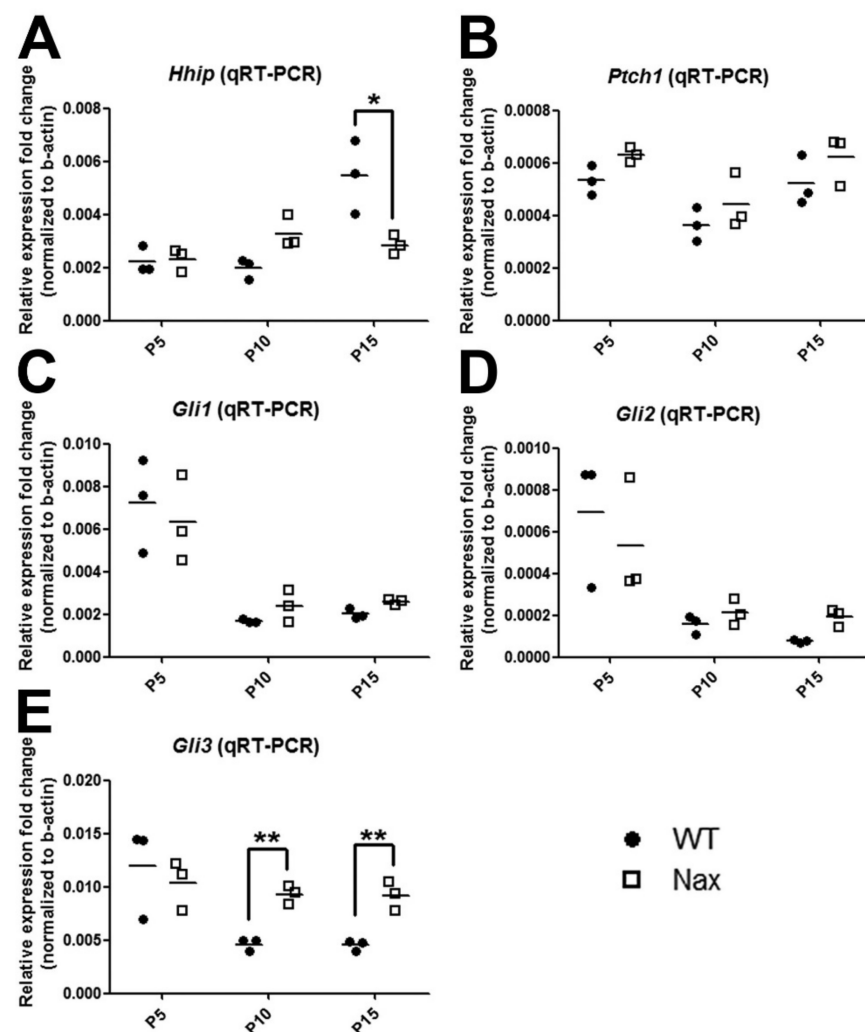 A
Hhip (qRT-PCR)
Relative expression fold change
(normalized to b-actin)
0.008
0.006
0.004
0.002
0.000
*
P5
P10
P15
B
Ptch1 (qRT-PCR)
Relative expression fold change
(normalized to b-actin)
0.0008
0.0006
0.0004
0.0002
0.0000
P5
P10
P15
C
Gli1 (qRT-PCR)
Relative expression fold change
(normalized to b-actin)
0.010
0.008
0.006
0.004
0.002
0.000
P5
P10
P15
D
Gli2 (qRT-PCR)
Relative expression fold change
(normalized to b-actin)
0.0010
0.0008
0.0006
0.0004
0.0002
0.0000
P5
P10
P15
E
Gli3 (qRT-PCR)
Relative expression fold change
(normalized to b-actin)
0.020
0.015
0.010
0.005
0.000
**
**
P5
P10
P15
WT
Nax